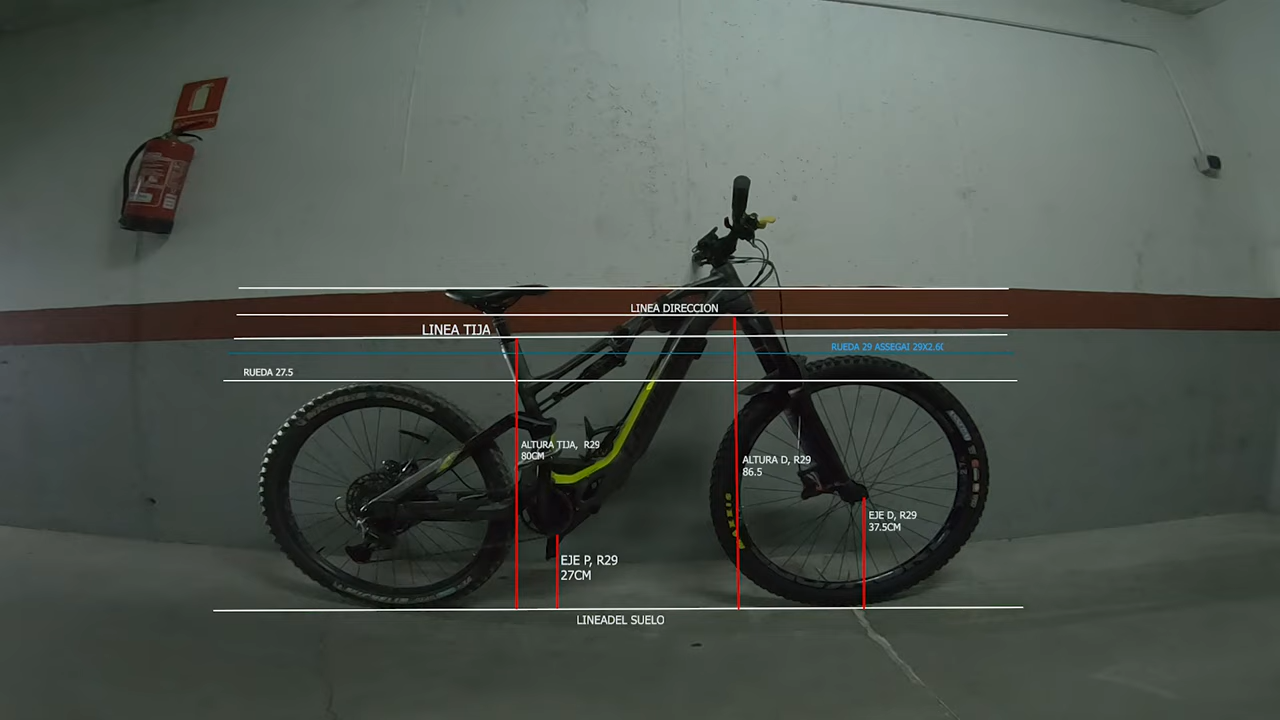 LINEA DIRECCION
LINEA TIJA
RUEDA 29 ASSEGAI 29X2.60
RUEDA 27.5
ALTURA TIJA, R29
80CM
ALTURA D, R29
86.5
EJE D, R29
37.5CM
EJE P, R29
27CM
LINEADEL SUELO